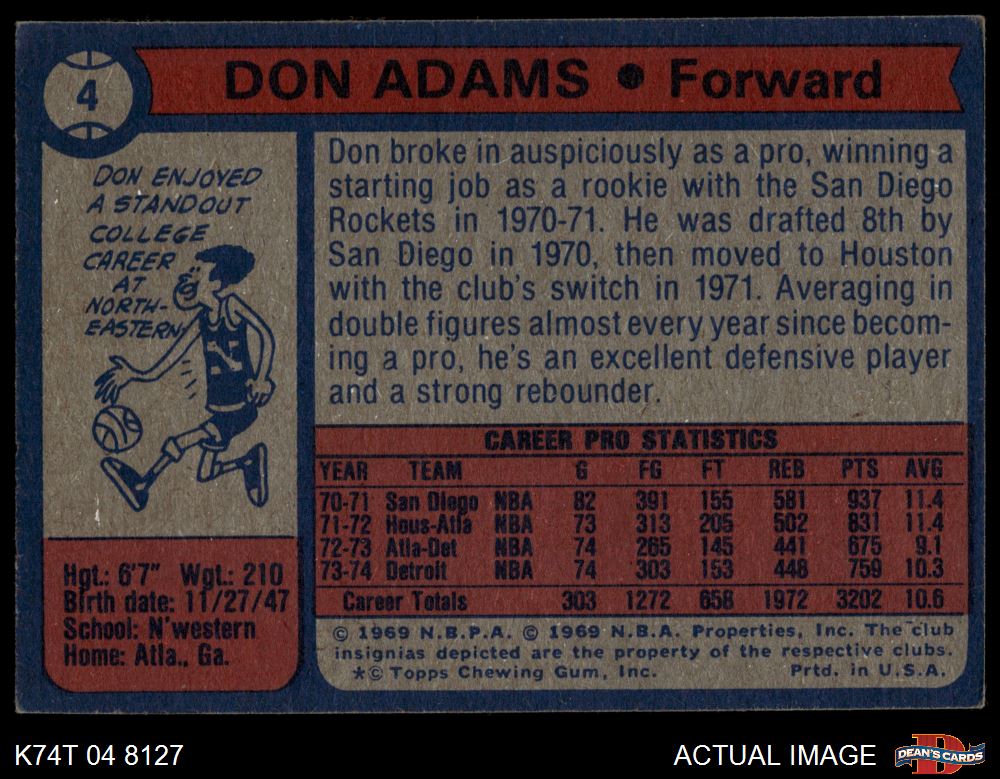 4
DON ADAMS • Forward
DON ENJOYED
A STANDOUT
COLLEGE
CAREER
AT
NORTH-
EASTERN
N
Don broke in auspiciously as a pro, winning a
starting job as a rookie with the San Diego
Rockets in 1970-71. He was drafted 8th by
San Diego in 1970, then moved to Houston
with the club's switch in 1971. Averaging in
double figures almost every year since becom-
ing a pro, he's an excellent defensive player
and a strong rebounder.
CAREER PRO STATISTICS
YEAR TEAM G FG FT REB PTS AVG
70-71 San Diego NBA 82 391 155 581 937 11.4
71-72 Hous-Atla NBA 73 313 205 502 831 11.4
72-73 Atla-Det NBA 74 265 145 441 675 9.1
73-74 Detroit NBA 74 303 153 448 759 10.3
Career Totals 303 1272 658 1972 3202 10.6
Hgt.: 6'7" Wgt.: 210
Birth date: 11/27/47
School: N'western
Home: Atla., Ga.
© 1969 N.B.P.A. © 1969 N.B.A. Properties, Inc. The club
insignias depicted are the property of the respective clubs.
*© Topps Chewing Gum, Inc. Prtd. in U.S.A.
K74T 04 8127
ACTUAL IMAGE
D
DEAN'S CARDS